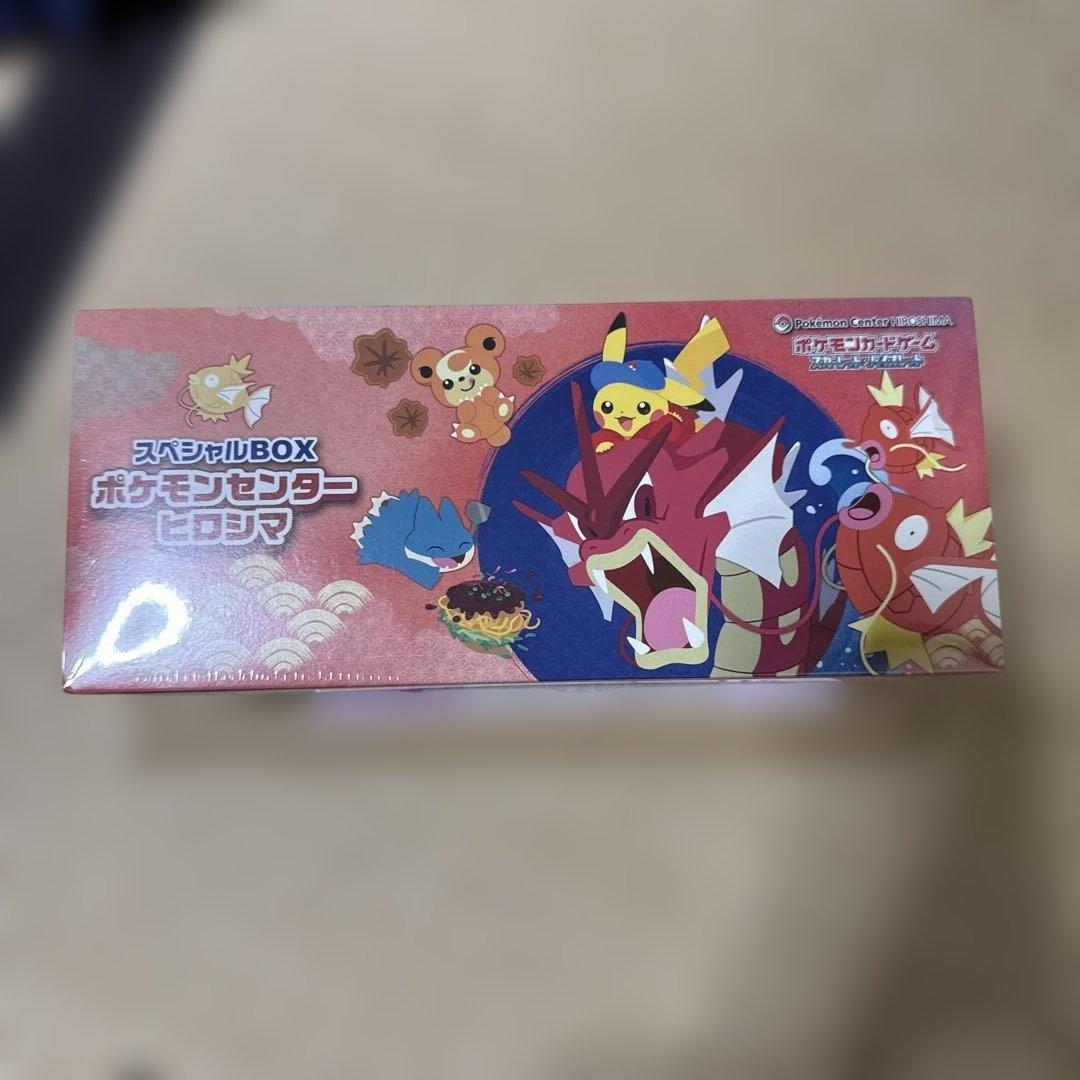 スペシャルBOX
ポケモンセンター
ヒロシマ
Pokémon Center HIROSHIMA
ポケモンカードゲーム
スカーレット&バイオレット